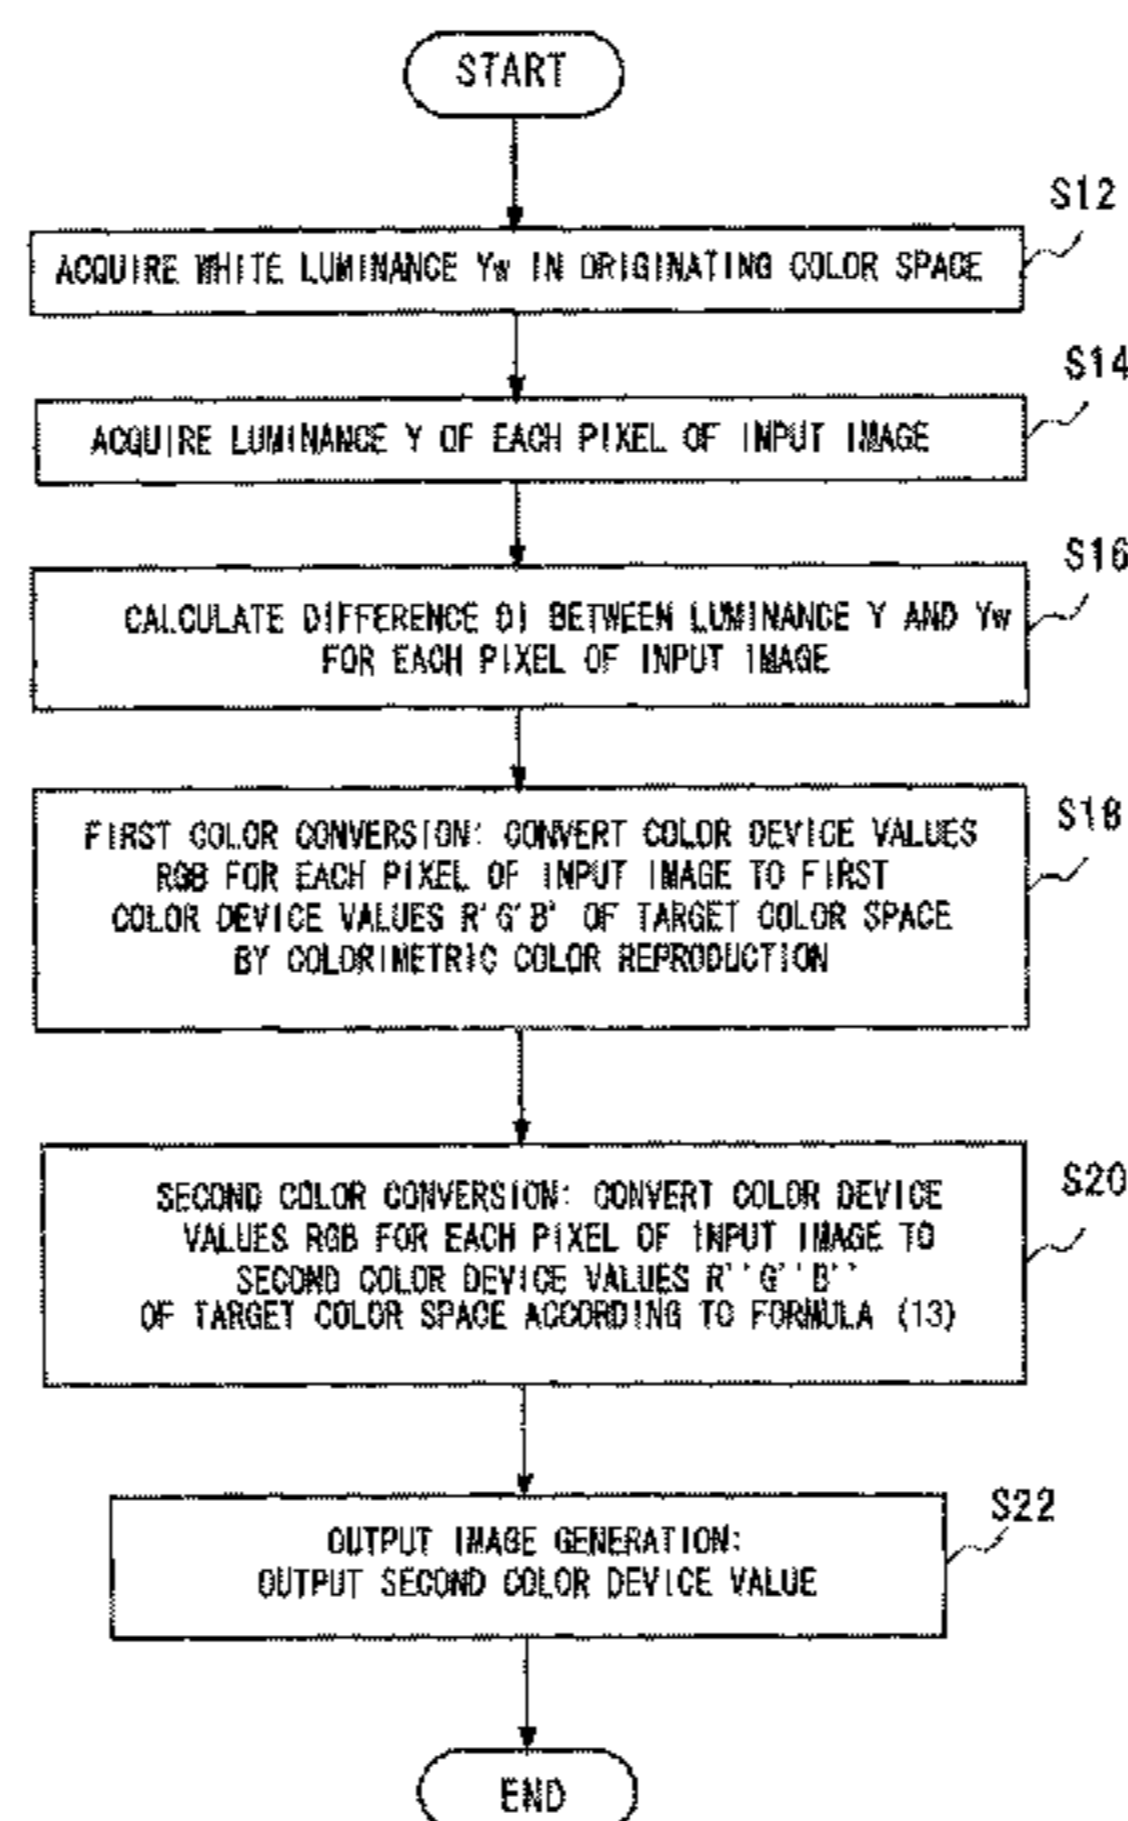 START
S12
ACQUIRE WHITE LUMINANCE Yw IN ORIGINATING COLOR SPACE
S14
ACQUIRE LUMINANCE Y OF EACH PIXEL OF INPUT IMAGE
S16
CALCULATE DIFFERENCE DI BETWEEN LUMINANCE Y AND Yw
FOR EACH PIXEL OF INPUT IMAGE
S18
FIRST COLOR CONVERSION: CONVERT COLOR DEVICE VALUES
RGB FOR EACH PIXEL OF INPUT IMAGE TO FIRST
COLOR DEVICE VALUES R'G'B' OF TARGET COLOR SPACE
BY COLORIMETRIC COLOR REPRODUCTION
S20
SECOND COLOR CONVERSION: CONVERT COLOR DEVICE
VALUES RGB FOR EACH PIXEL OF INPUT IMAGE TO
SECOND COLOR DEVICE VALUES R''G''B''
OF TARGET COLOR SPACE ACCORDING TO FORMULA (13)
S22
OUTPUT IMAGE GENERATION:
OUTPUT SECOND COLOR DEVICE VALUE
END